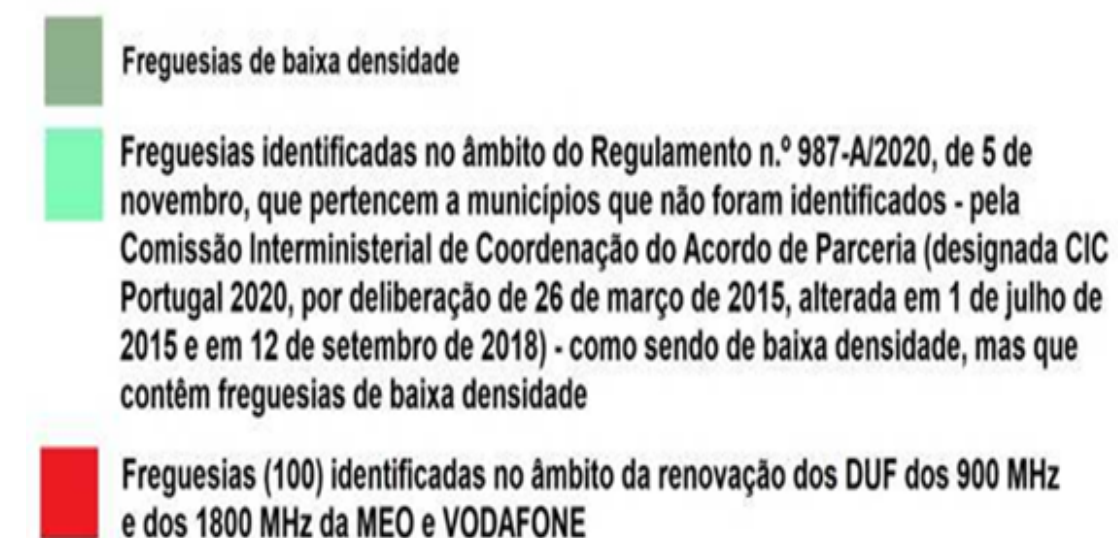 Freguesias de baixa densidade
Freguesias identificadas no âmbito do Regulamento n.º 987-A/2020, de 5 de
novembro, que pertencem a municípios que não foram identificados - pela
Comissão Interministerial de Coordenação do Acordo de Parceria (designada CIC
Portugal 2020, por deliberação de 26 de março de 2015, alterada em 1 de julho de
2015 e em 12 de setembro de 2018) - como sendo de baixa densidade, mas que
contêm freguesias de baixa densidade
Freguesias (100) identificadas no âmbito da renovação dos DUF dos 900 MHz
e dos 1800 MHz da MEO e VODAFONE